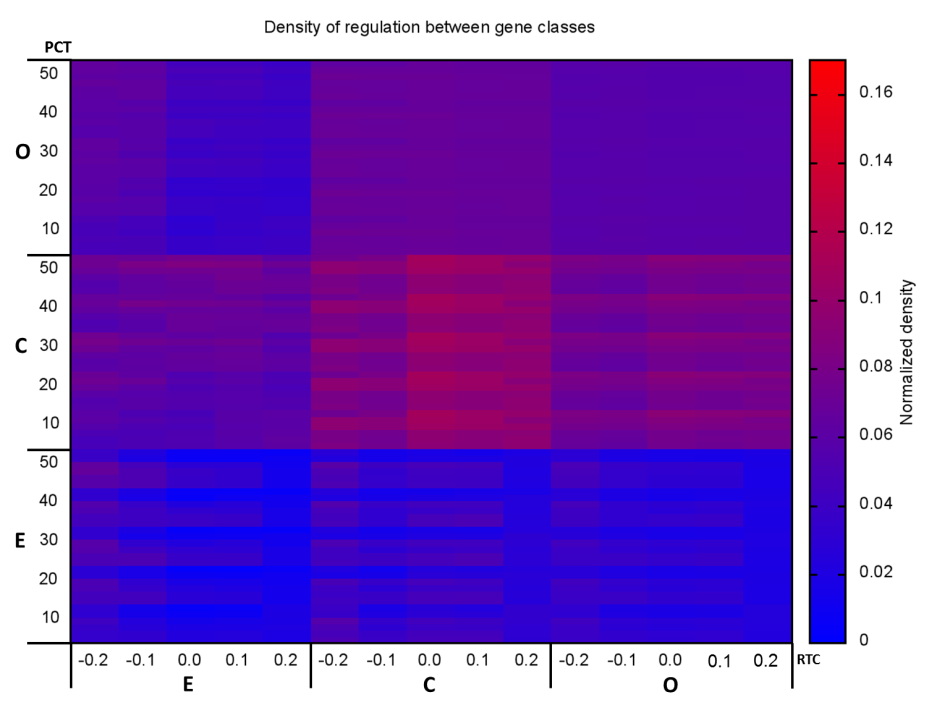 Density of regulation between gene classes
PCT
50
40
O 30
20
10
50
40
C 30
20
10
50
40
E 30
20
10
-0.2 -0.1 0.0 0.1 0.2 -0.2 -0.1 0.0 0.1 0.2 -0.2 -0.1 0.0 0.1 0.2 RTC
E C O
0.16
0.14
0.12
0.1
0.08
0.06
0.04
0.02
0
Normalized density